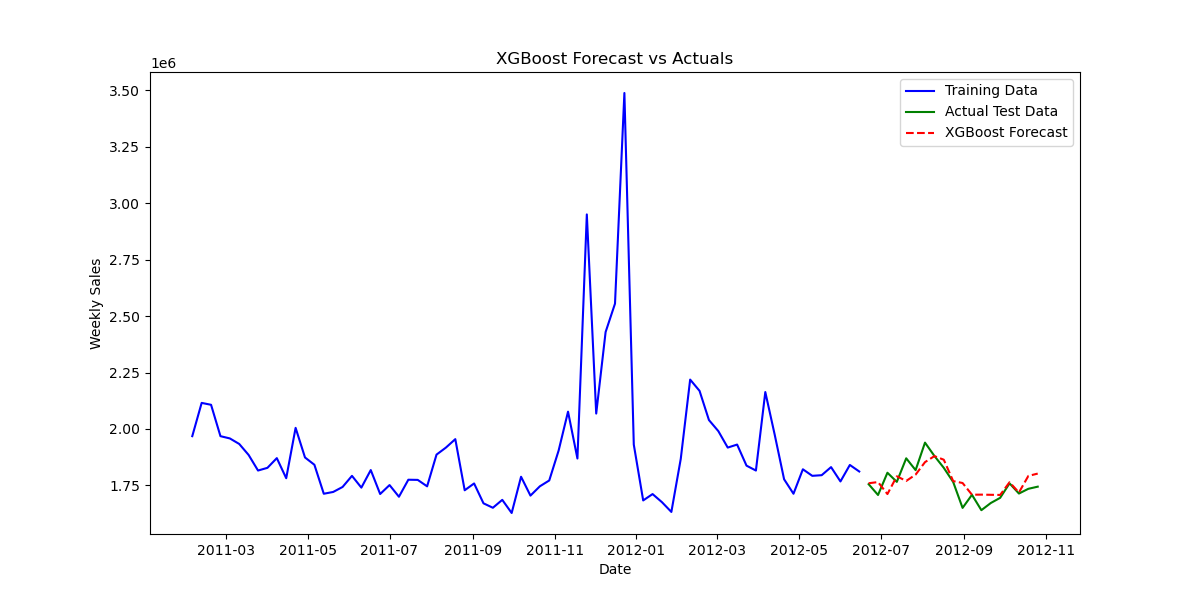 XGBoost Forecast vs Actuals
1e6
3.50
3.25
3.00
2.75
2.50
2.25
2.00
1.75
Weekly Sales
Training Data
Actual Test Data
XGBoost Forecast
2011-03 2011-05 2011-07 2011-09 2011-11 2012-01 2012-03 2012-05 2012-07 2012-09 2012-11
Date